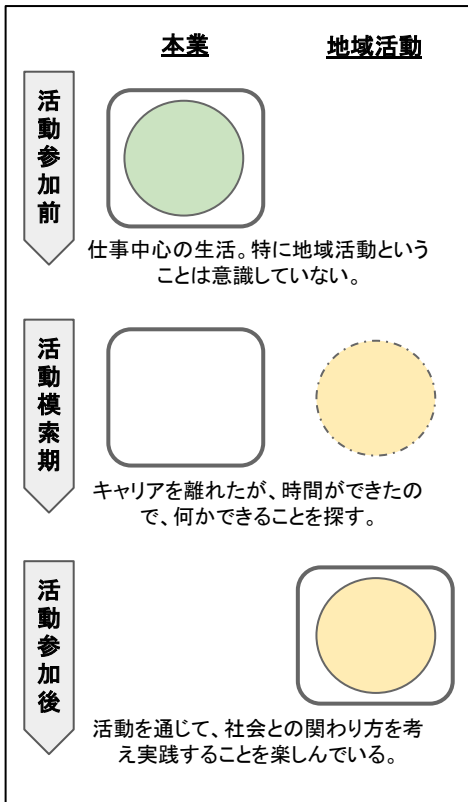 本業
地域活動
活動参加前
仕事中心の生活。特に地域活動という
ことは意識していない。
活動模索期
キャリアを離れたが、時間ができたの
で、何かできることを探す。
活動参加後
活動を通じて、社会との関わり方を考
え実践することを楽しんでいる。